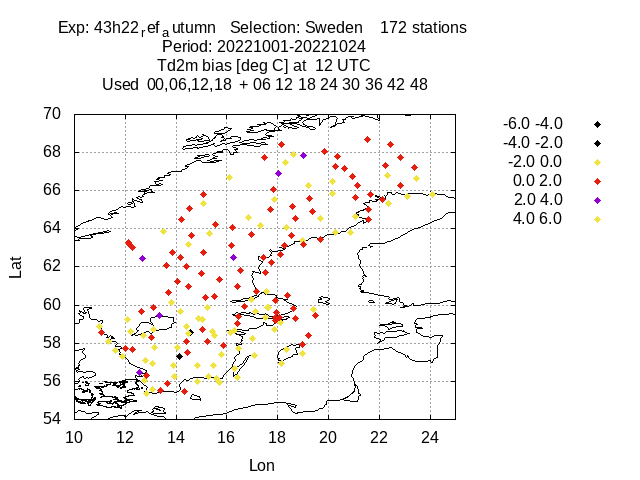 Exp: 43h22refautumn Selection: Sweden 172 stations
Period: 20221001-20221024
Td2m bias [deg C] at 12 UTC
Used 00,06,12,18 + 06 12 18 24 30 36 42 48
70
68
66
64
62
60
58
56
54
10 12 14 16 18 20 22 24
Lat
Lon
-6.0 -4.0
-4.0 -2.0
-2.0 0.0
0.0 2.0
2.0 4.0
4.0 6.0